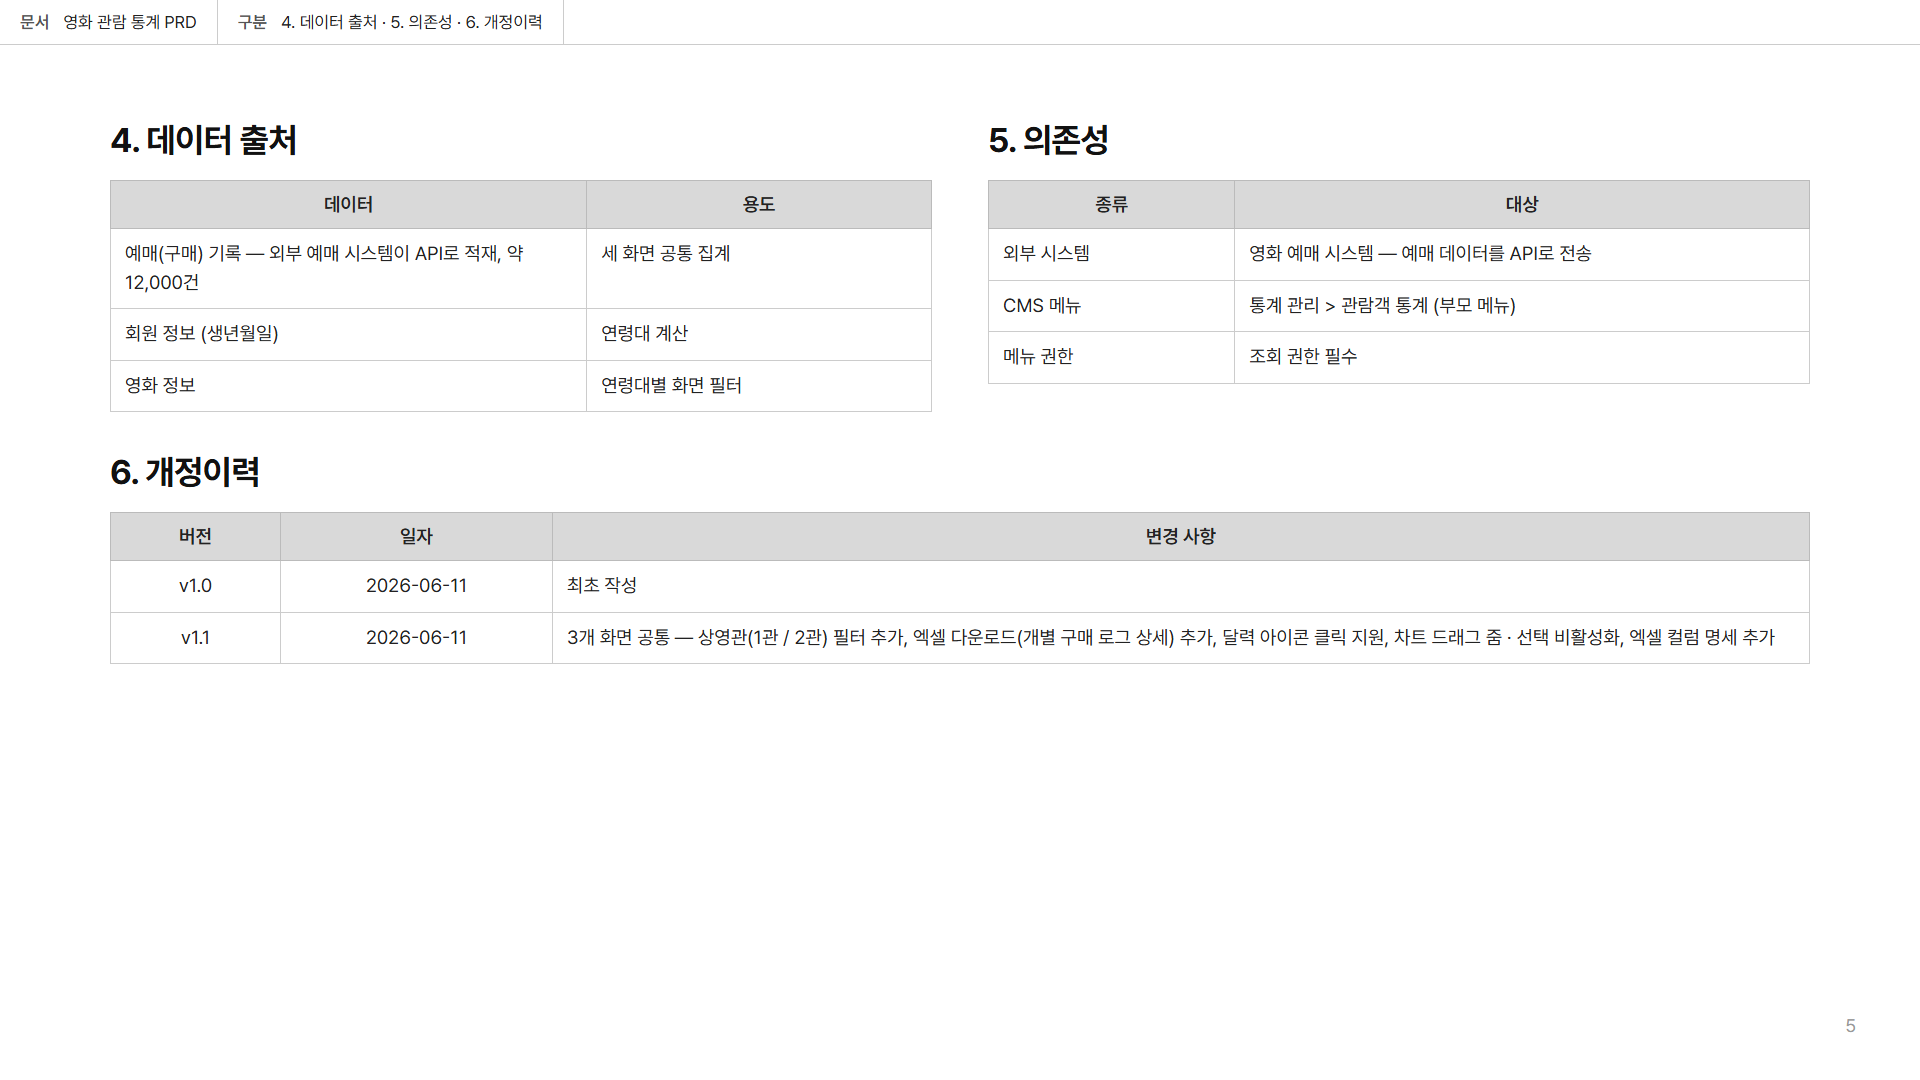 문서 영화 관람 통계 PRD 구분 4. 데이터 출처 · 5. 의존성 · 6. 개정이력
4. 데이터 출처
데이터 용도
예매(구매) 기록 — 외부 예매 시스템이 API로 적재, 약 세 화면 공통 집계
12,000건
회원 정보 (생년월일) 연령대 계산
영화 정보 연령대별 화면 필터
5. 의존성
종류 대상
외부 시스템 영화 예매 시스템 — 예매 데이터를 API로 전송
CMS 메뉴 통계 관리 > 관람객 통계 (부모 메뉴)
메뉴 권한 조회 권한 필수
6. 개정이력
버전 일자 변경 사항
v1.0 2026-06-11 최초 작성
v1.1 2026-06-11 3개 화면 공통 — 상영관(1관 / 2관) 필터 추가, 엑셀 다운로드(개별 구매 로그 상세) 추가, 달력 아이콘 클릭 지원, 차트 드래그 줌 · 선택 비활성화, 엑셀 컬럼 명세 추가
5